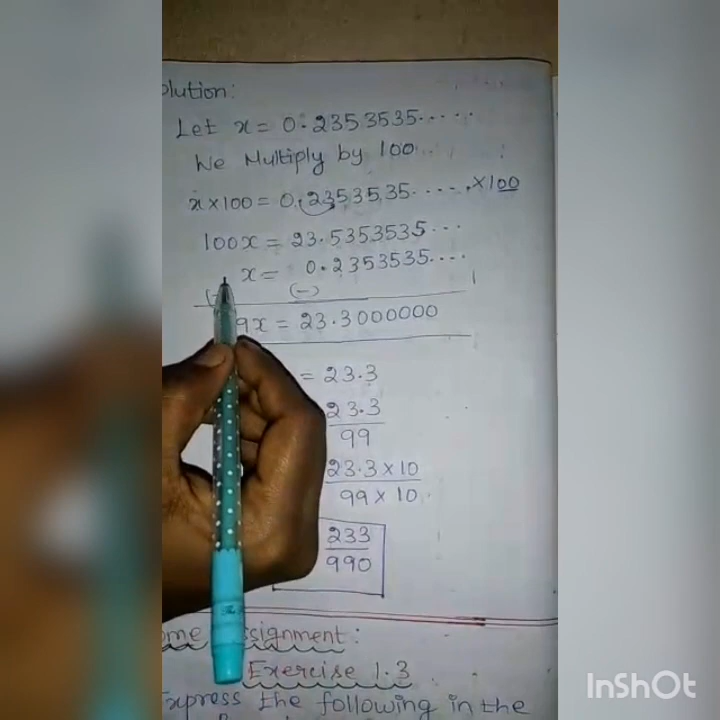 olution:
Let x = 0.2353535.....
We Multiply by 100..
x × 100 = 0.2353535..... × 100
100x = 23.5353535...
x = 0.2353535....
(-)
9x = 23.3000000
= 23.3
23.3
99
23.3 × 10
99 × 10
233
990
ome ssignment:
Exercise 1.3
xpress the following in the
InShOt